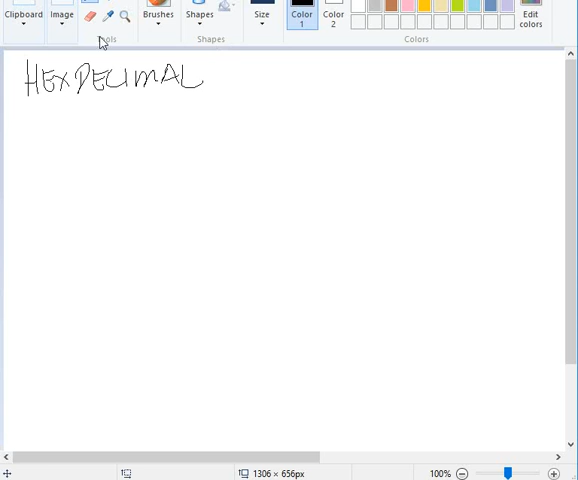 Clipboard
Image
Tools
Brushes
Shapes
Shapes
Size
Color
1
Color
2
Edit
colors
Colors
HEXDECIMAL
1306 × 656px
100%